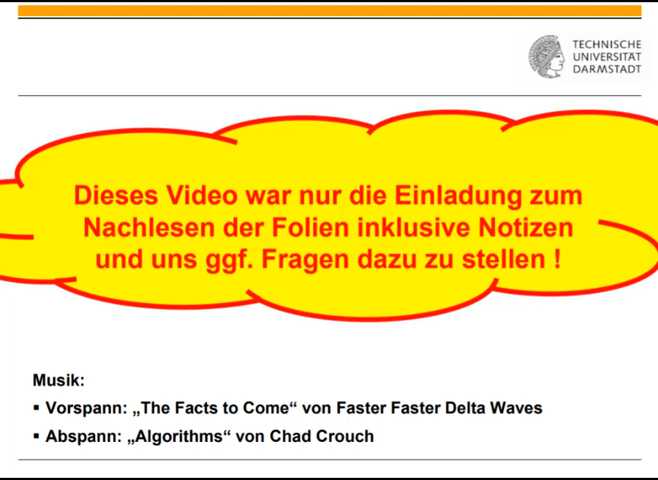 TECHNISCHE
UNIVERSITÄT
DARMSTADT
Dieses Video war nur die Einladung zum
Nachlesen der Folien inklusive Notizen
und uns ggf. Fragen dazu zu stellen !
Musik:
▪ Vorspann: „The Facts to Come“ von Faster Faster Delta Waves
▪ Abspann: „Algorithms“ von Chad Crouch